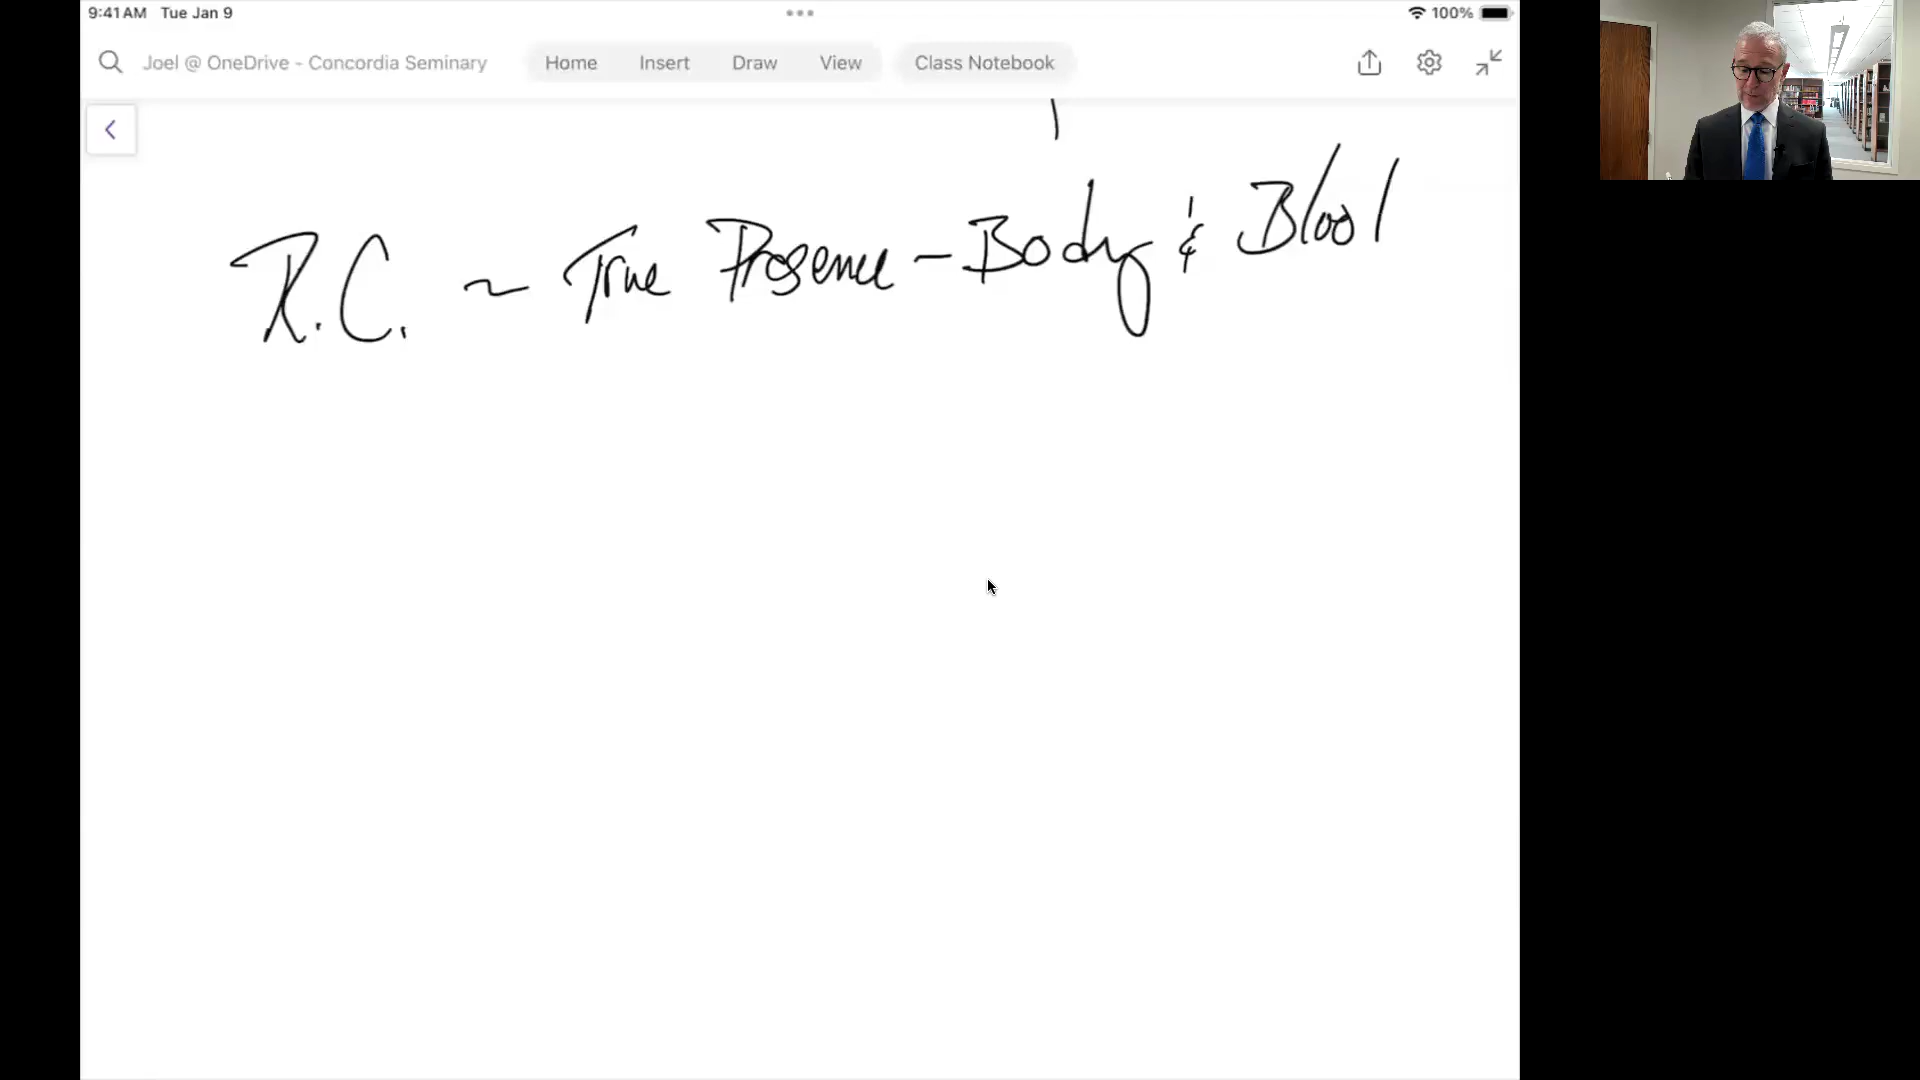 9:41 AM Tue Jan 9 100%
Joel @ OneDrive - Concordia Seminary Home Insert Draw View Class Notebook
R.C. ~ True Presence - Body & Blood